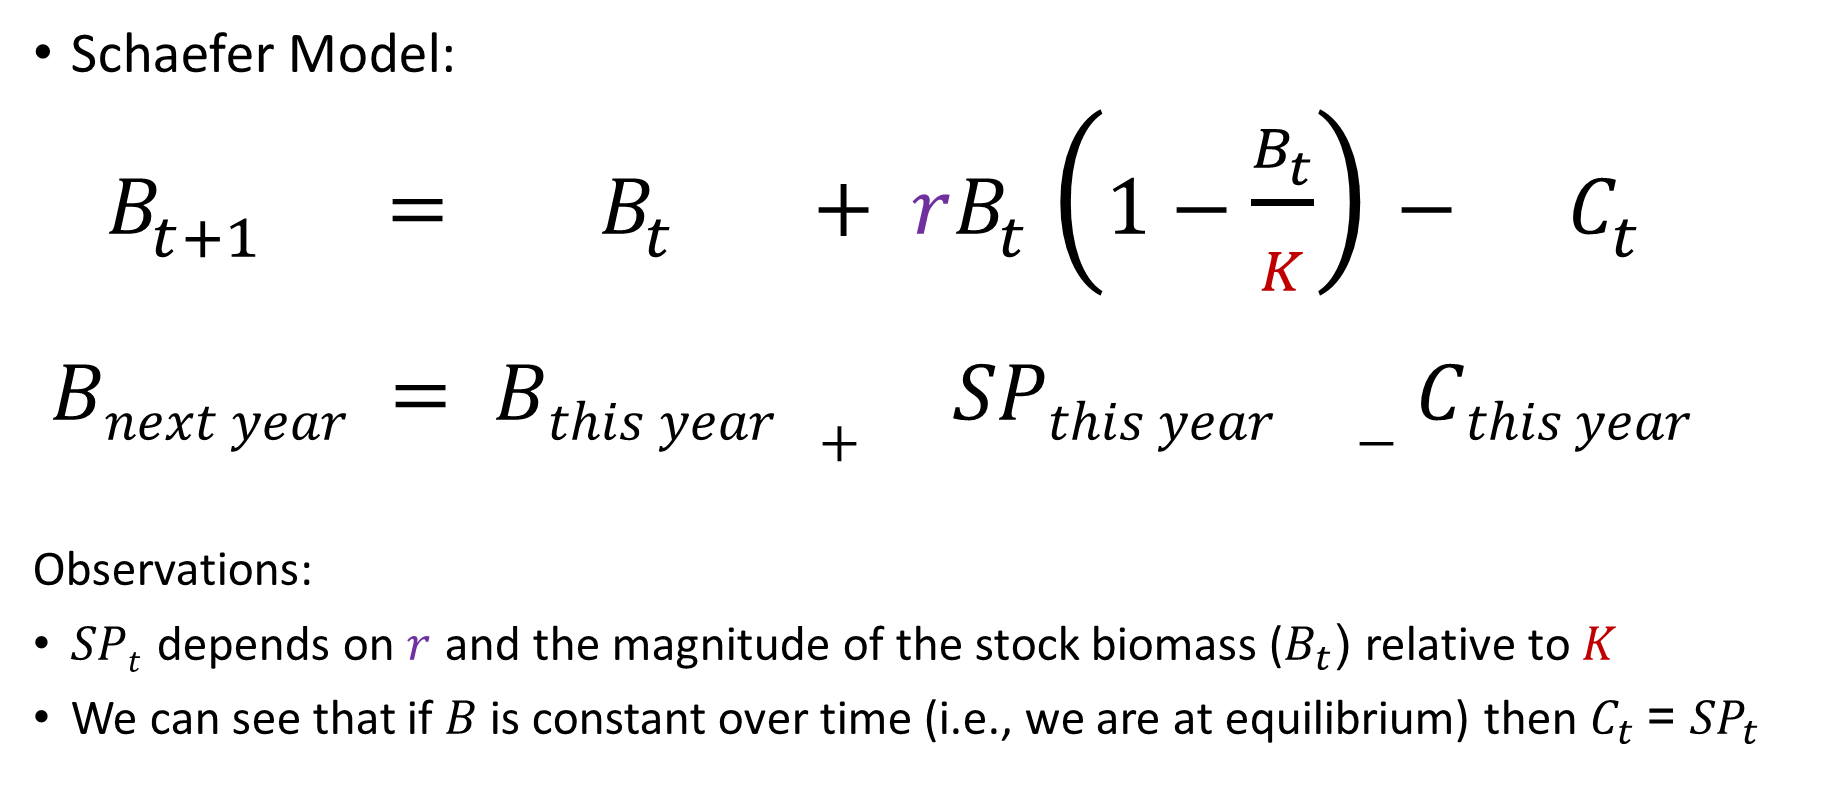 • Schaefer Model:
B_{t+1} = B_t + rB_t (1 − B_t/K) − C_t
B_{next year} = B_{this year} + SP_{this year} − C_{this year}
Observations:
• SP_t depends on r and the magnitude of the stock biomass (B_t) relative to K
• We can see that if B is constant over time (i.e., we are at equilibrium) then C_t = SP_t